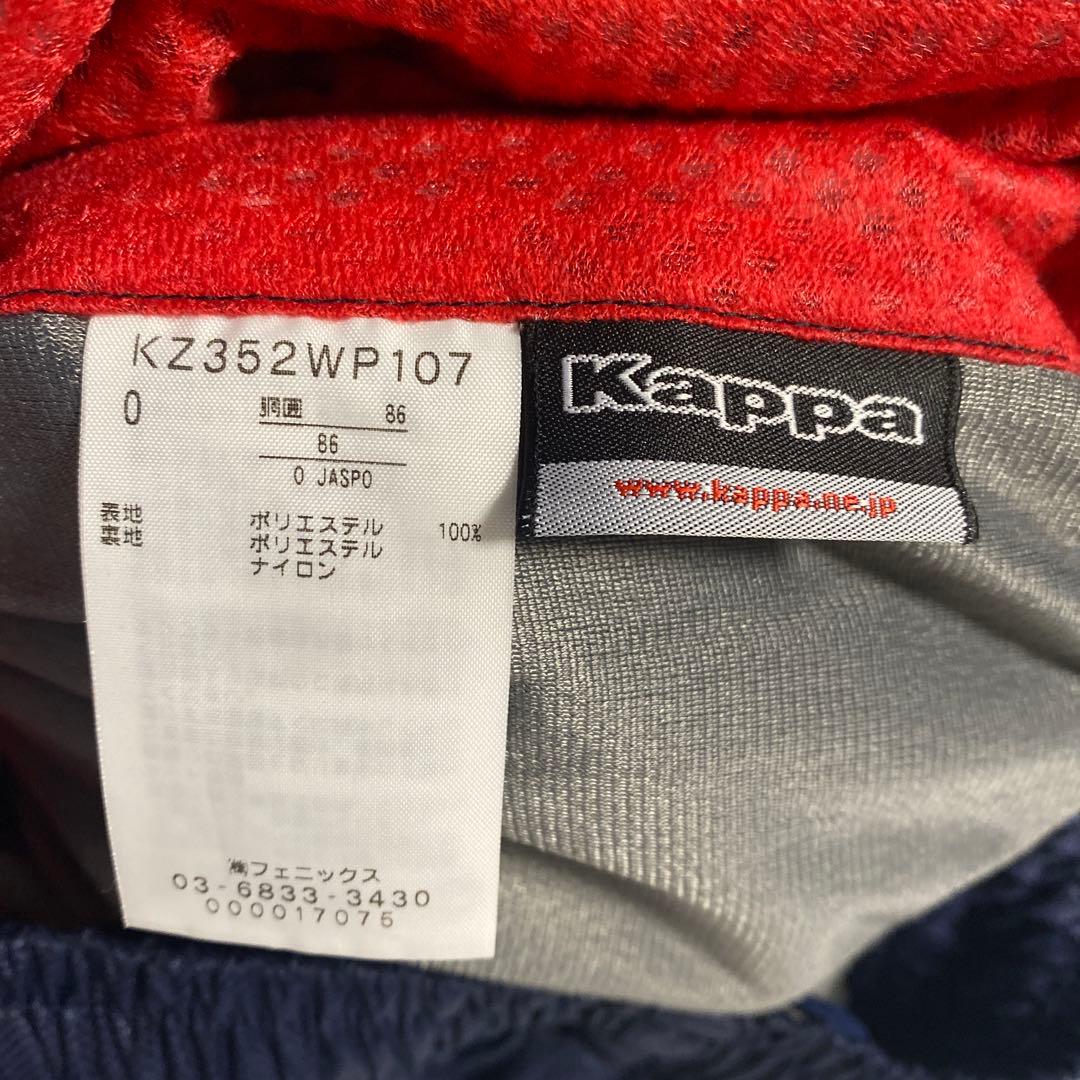 KZ352WP107
O 胴囲 86
86
O JASPO
表地 ポリエステル 100%
裏地 ポリエステル
ナイロン
㈱フェニックス
03-6833-3430
000017075
Kappa
www.kappa.ne.jp